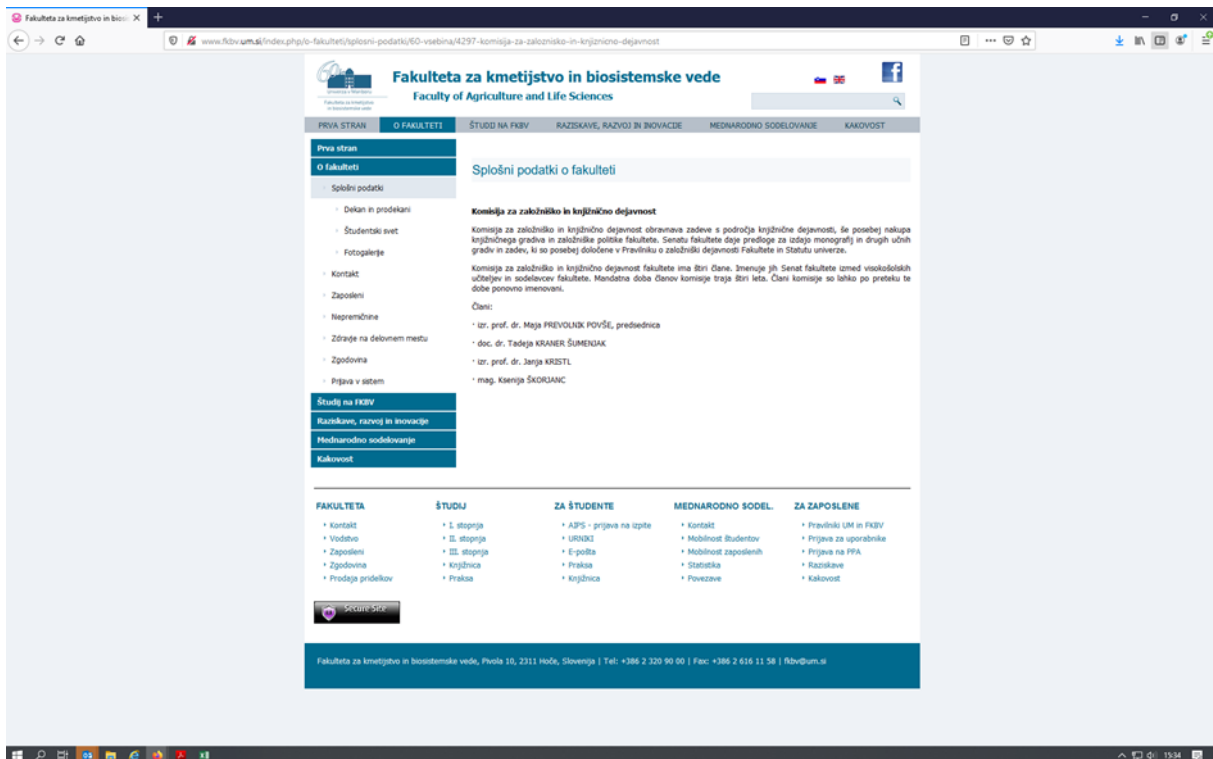 Fakulteta za kmetijstvo in biosi
www.fkbv.um.si/index.php/o-fakulteti/splosni-podatki/60-vsebina/4297-komisija-za-zaloznisko-in-knjiznicno-dejavnost
Fakulteta za kmetijstvo in biosistemske vede
Faculty of Agriculture and Life Sciences
Univerza v Mariboru
Fakulteta za kmetijstvo
in biosistemske vede
PRVA STRAN O FAKULTETI ŠTUDIJ NA FKBV RAZISKAVE, RAZVOJ IN INOVACIJE MEDNARODNO SODELOVANJE KAKOVOST
Prva stran
O fakulteti
Splošni podatki
Dekan in prodekani
Študentski svet
Fotogalerije
Kontakt
Zaposleni
Nepremičnine
Zdravje na delovnem mestu
Zgodovina
Prijava v sistem
Študij na FKBV
Raziskave, razvoj in inovacije
Mednarodno sodelovanje
Kakovost
Splošni podatki o fakulteti
Komisija za založniško in knjižnično dejavnost
Komisija za založniško in knjižnično dejavnost obravnava zadeve s področja knjižnične dejavnosti, še posebej nakupa
knjižničnega gradiva in založniške politike fakultete. Senatu fakultete daje predloge za izdajo monografij in drugih učnih
gradiv in zadev, ki so posebej določene v Pravilniku o založniški dejavnosti Fakultete in Statutu univerze.
Komisija za založniško in knjižnično dejavnost fakultete ima štiri člane. Imenuje jih Senat fakultete izmed visokošolskih
učiteljev in sodelavcev fakultete. Mandatna doba članov komisije traja štiri leta. Člani komisije so lahko po preteku te
dobe ponovno imenovani.
Člani:
· izr. prof. dr. Maja PREVOLNIK POVŠE, predsednica
· doc. dr. Tadeja KRANER ŠUMENJAK
· izr. prof. dr. Janja KRISTL
· mag. Ksenija ŠKORJANC
FAKULTETA
Kontakt
Vodstvo
Zaposleni
Zgodovina
Prodaja pridelkov
ŠTUDIJ
I. stopnja
II. stopnja
III. stopnja
Knjižnica
Praksa
ZA ŠTUDENTE
AIPS - prijava na izpite
URNIKI
E-pošta
Praksa
Knjižnica
MEDNARODNO SODEL.
Kontakt
Mobilnost študentov
Mobilnost zaposlenih
Statistika
Povezave
ZA ZAPOSLENE
Pravilniki UM in FKBV
Prijava za uporabnike
Prijava na PPA
Raziskave
Kakovost
Secure Site
Fakulteta za kmetijstvo in biosistemske vede, Pivola 10, 2311 Hoče, Slovenija | Tel: +386 2 320 90 00 | Fax: +386 2 616 11 58 | fkbv@um.si
15:34